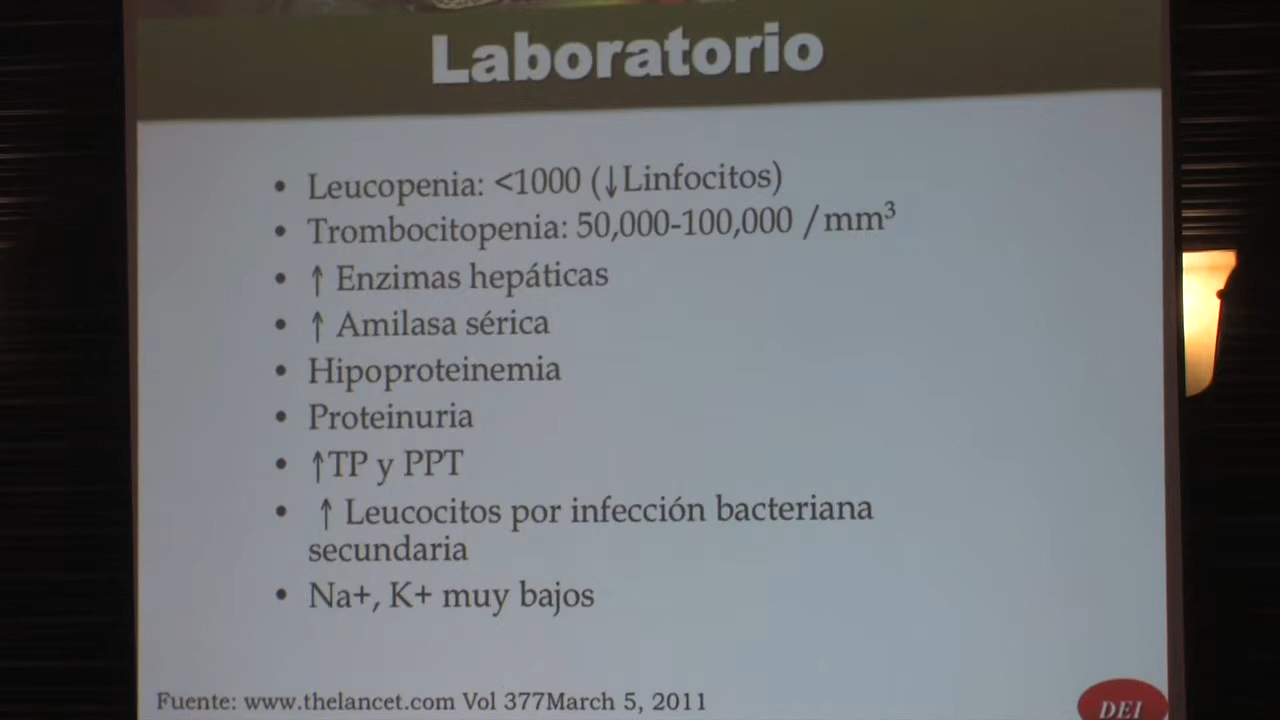 Laboratorio
• Leucopenia: <1000 (↓Linfocitos)
• Trombocitopenia: 50,000-100,000 /mm³
• ↑ Enzimas hepáticas
• ↑ Amilasa sérica
• Hipoproteinemia
• Proteinuria
• ↑TP y PPT
• ↑ Leucocitos por infección bacteriana
secundaria
• Na+, K+ muy bajos
Fuente: www.thelancet.com Vol 377March 5, 2011
DEI